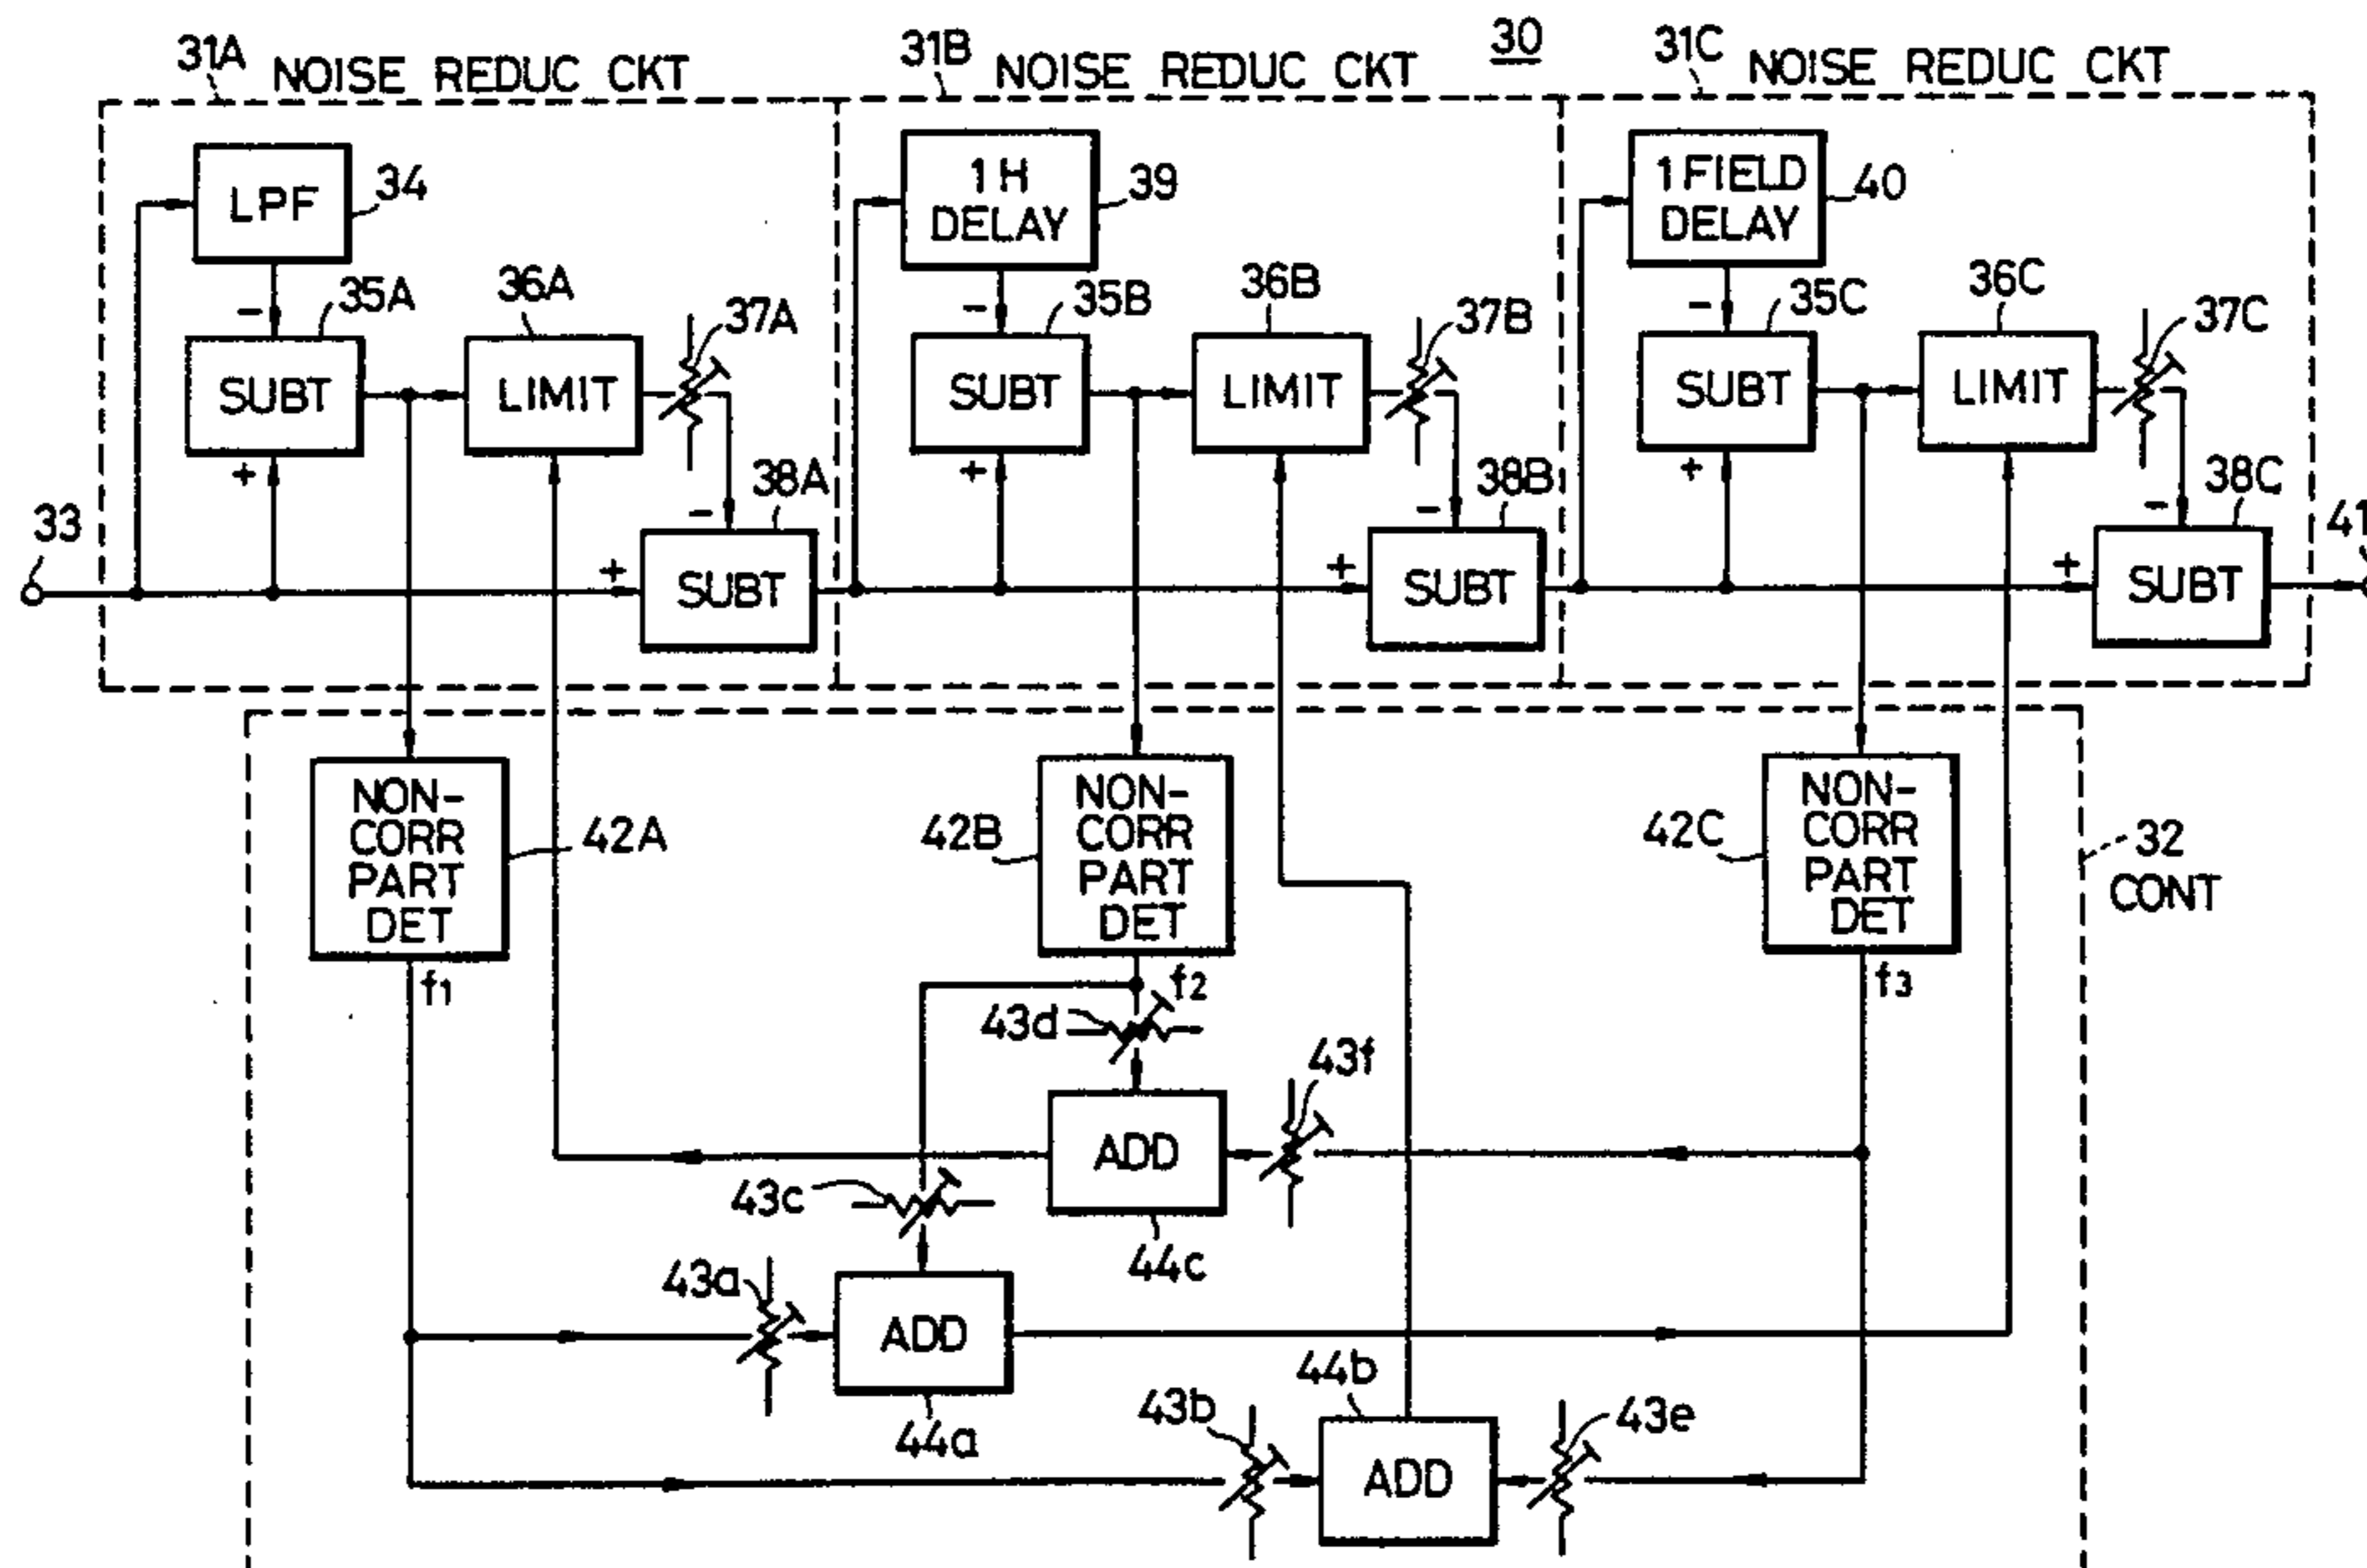 31A NOISE REDUC CKT
31B NOISE REDUC CKT
30
31C NOISE REDUC CKT
LPF
34
1H
DELAY
39
1 FIELD
DELAY
40
-
35A
36A
37A
-
35B
36B
37B
-
35C
36C
37C
SUBT
LIMIT
SUBT
LIMIT
SUBT
LIMIT
+
-
38A
+
-
38B
+
-
38C
33
+
SUBT
+
SUBT
+
SUBT
41
NON-
CORR
PART
DET
42A
42B
NON-
CORR
PART
DET
42C
NON-
CORR
PART
DET
32
CONT
f1
f2
f3
43d
43f
ADD
43c
44c
43a
ADD
44a
43b
44b
43e
ADD